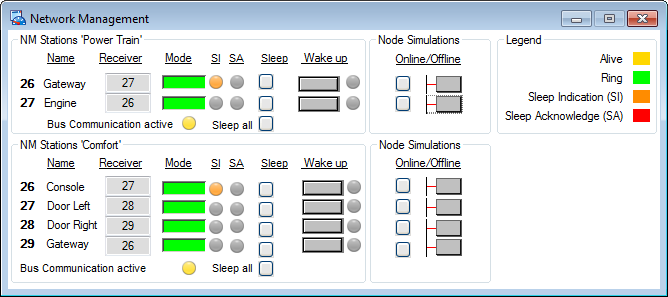 Network Management
NM Stations 'Power Train'
Name Receiver Mode SI SA Sleep Wake up
26 Gateway 27
27 Engine 26
Bus Communication active Sleep all
Node Simulations
Online/Offline
Legend
Alive
Ring
Sleep Indication (SI)
Sleep Acknowledge (SA)
NM Stations 'Comfort'
Name Receiver Mode SI SA Sleep Wake up
26 Console 27
27 Door Left 28
28 Door Right 29
29 Gateway 26
Bus Communication active Sleep all
Node Simulations
Online/Offline